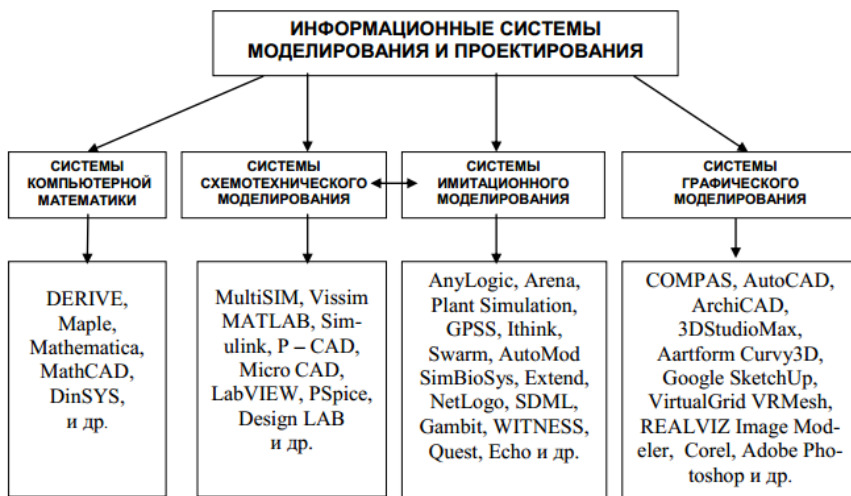 ИНФОРМАЦИОННЫЕ СИСТЕМЫ
МОДЕЛИРОВАНИЯ И ПРОЕКТИРОВАНИЯ
СИСТЕМЫ
КОМПЬЮТЕРНОЙ
МАТЕМАТИКИ
СИСТЕМЫ
СХЕМОТЕХНИЧЕСКОГО
МОДЕЛИРОВАНИЯ
СИСТЕМЫ
ИМИТАЦИОННОГО
МОДЕЛИРОВАНИЯ
СИСТЕМЫ
ГРАФИЧЕСКОГО
МОДЕЛИРОВАНИЯ
DERIVE,
Maple,
Mathematica,
MathCAD,
DinSYS,
и др.
MultiSIM, Vissim
MATLAB, Sim-
ulink, P – CAD,
Micro CAD,
LabVIEW, PSpice,
Design LAB
и др.
AnyLogic, Arena,
Plant Simulation,
GPSS, Ithink,
Swarm, AutoMod
SimBioSys, Extend,
NetLogo, SDML,
Gambit, WITNESS,
Quest, Echo и др.
COMPAS, AutoCAD,
ArchiCAD,
3DStudioMax,
Aartform Curvy3D,
Google SketchUp,
VirtualGrid VRMesh,
REALVIZ Image Mod-
eler, Corel, Adobe Pho-
toshop и др.